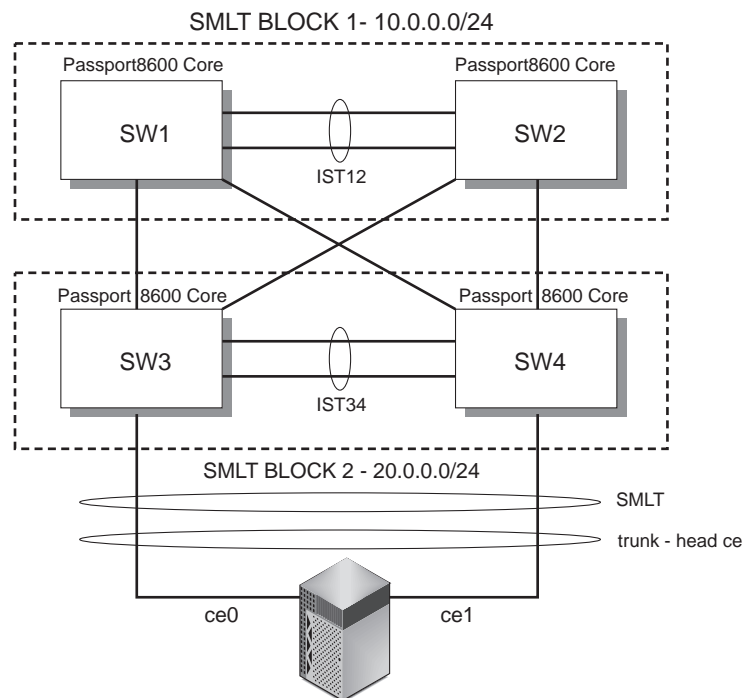 SMLT BLOCK 1- 10.0.0.0/24
Passport8600 Core
Passport8600 Core
SW1
SW2
IST12
Passport 8600 Core
Passport 8600 Core
SW3
SW4
IST34
SMLT BLOCK 2 - 20.0.0.0/24
SMLT
trunk - head ce
ce0
ce1